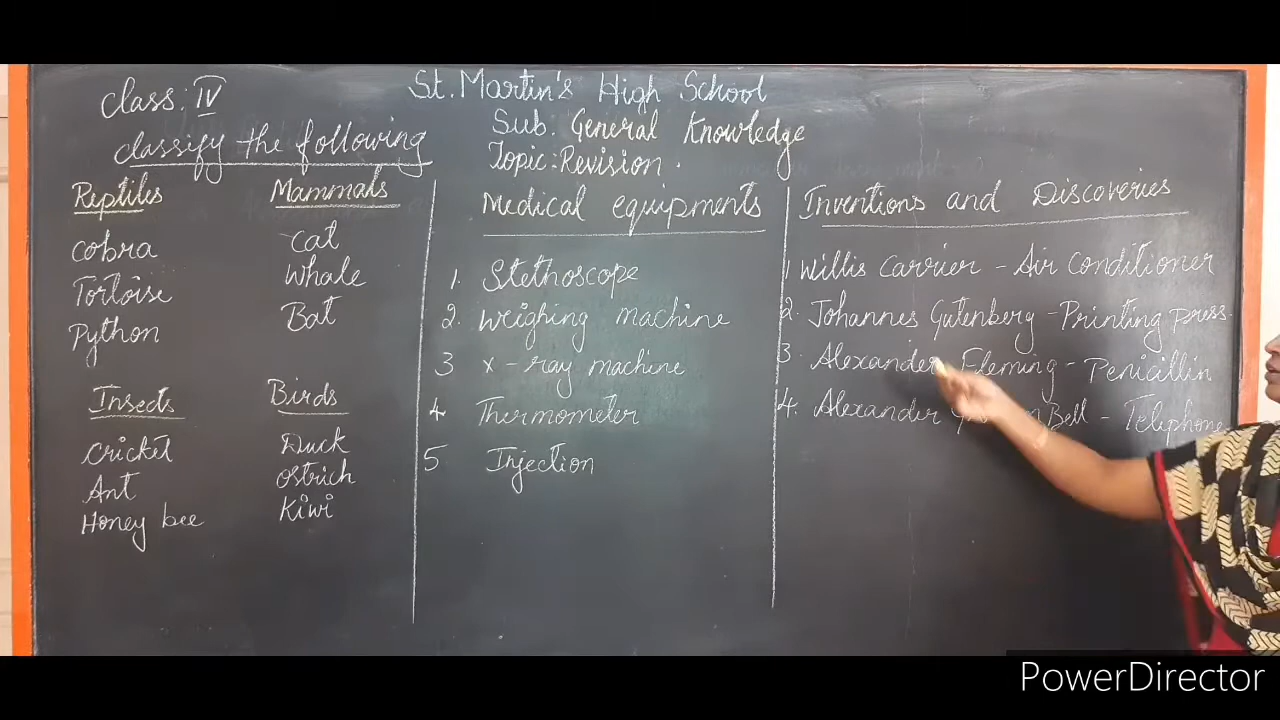 Class: IV
St. Martin's High School
Sub. General Knowledge
Topic: Revision.
classify the following
Reptiles
cobra
Tortoise
Python
Mammals
cat
whale
Bat
Insects
cricket
Ant
Honey bee
Birds
Duck
ostrich
Kiwi
Medical equipments
1. Stethoscope
2. weighing machine
3 x-ray machine
4 Thermometer
5 Injection
Inventions and Discoveries
1 Willis Carrier - Air conditioner
2. Johannes Gutenberg - Printing press.
3. Alexander Fleming - Penicillin
4. Alexander Bell - Telephone
PowerDirector